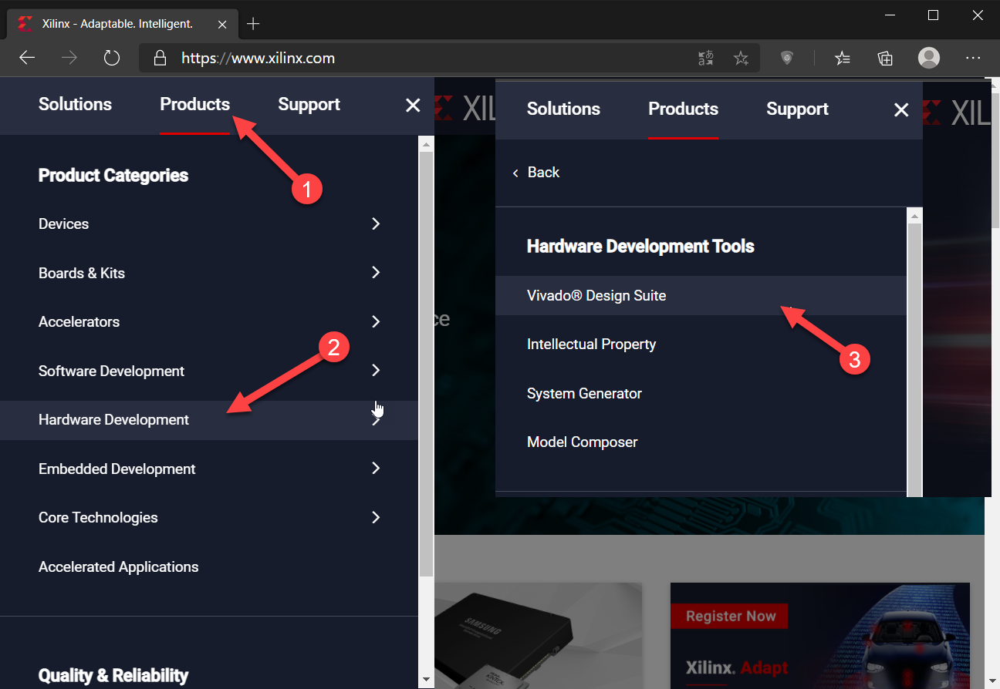 Xilinx - Adaptable. Intelligent.
https://www.xilinx.com
Solutions Products Support
Product Categories
Devices
Boards & Kits
Accelerators
Software Development
Hardware Development
Embedded Development
Core Technologies
Accelerated Applications
Quality & Reliability
1
2
XIL
ce
Solutions Products Support
XIL
Back
Hardware Development Tools
Vivado® Design Suite
Intellectual Property
System Generator
Model Composer
3
SAMSUNG
Register Now
Xilinx. Adapt